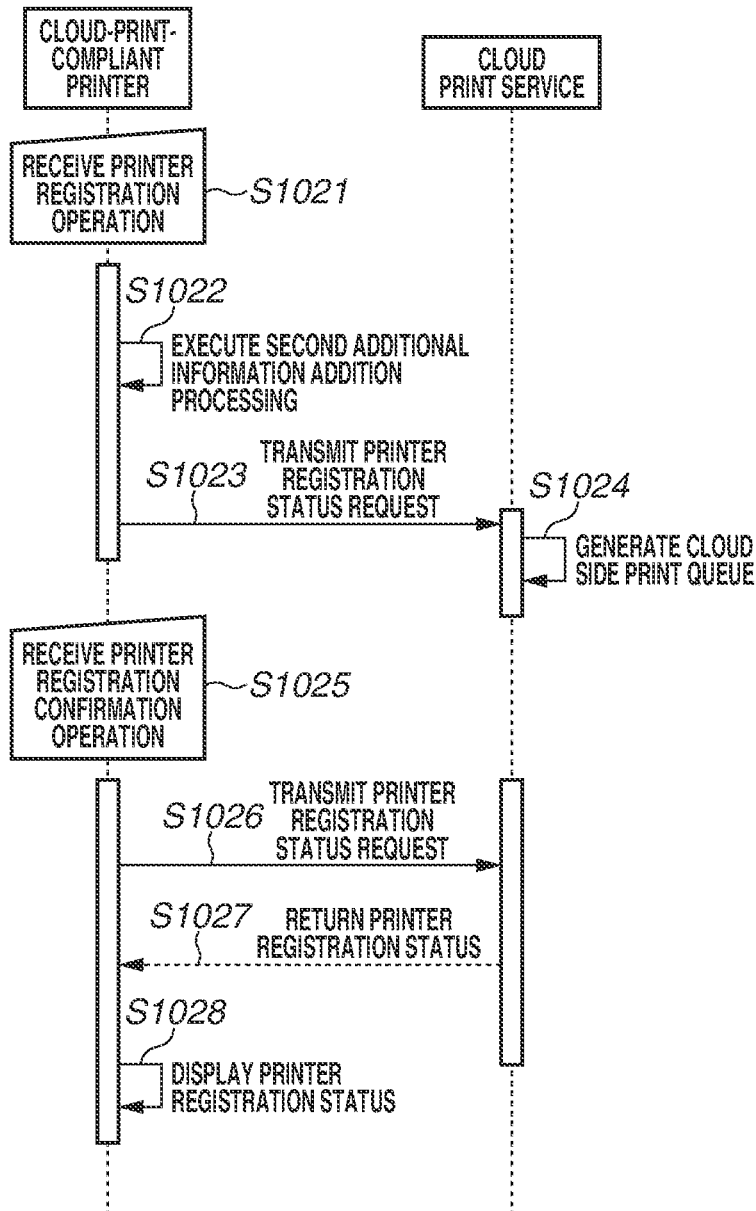 CLOUD-PRINT-
COMPLIANT
PRINTER
CLOUD
PRINT SERVICE
RECEIVE PRINTER
REGISTRATION
OPERATION
S1021
S1022
EXECUTE SECOND ADDITIONAL
INFORMATION ADDITION
PROCESSING
S1023
TRANSMIT PRINTER
REGISTRATION
STATUS REQUEST
S1024
GENERATE CLOUD
SIDE PRINT QUEUE
RECEIVE PRINTER
REGISTRATION
CONFIRMATION
OPERATION
S1025
S1026
TRANSMIT PRINTER
REGISTRATION
STATUS REQUEST
S1027
RETURN PRINTER
REGISTRATION STATUS
S1028
DISPLAY PRINTER
REGISTRATION STATUS